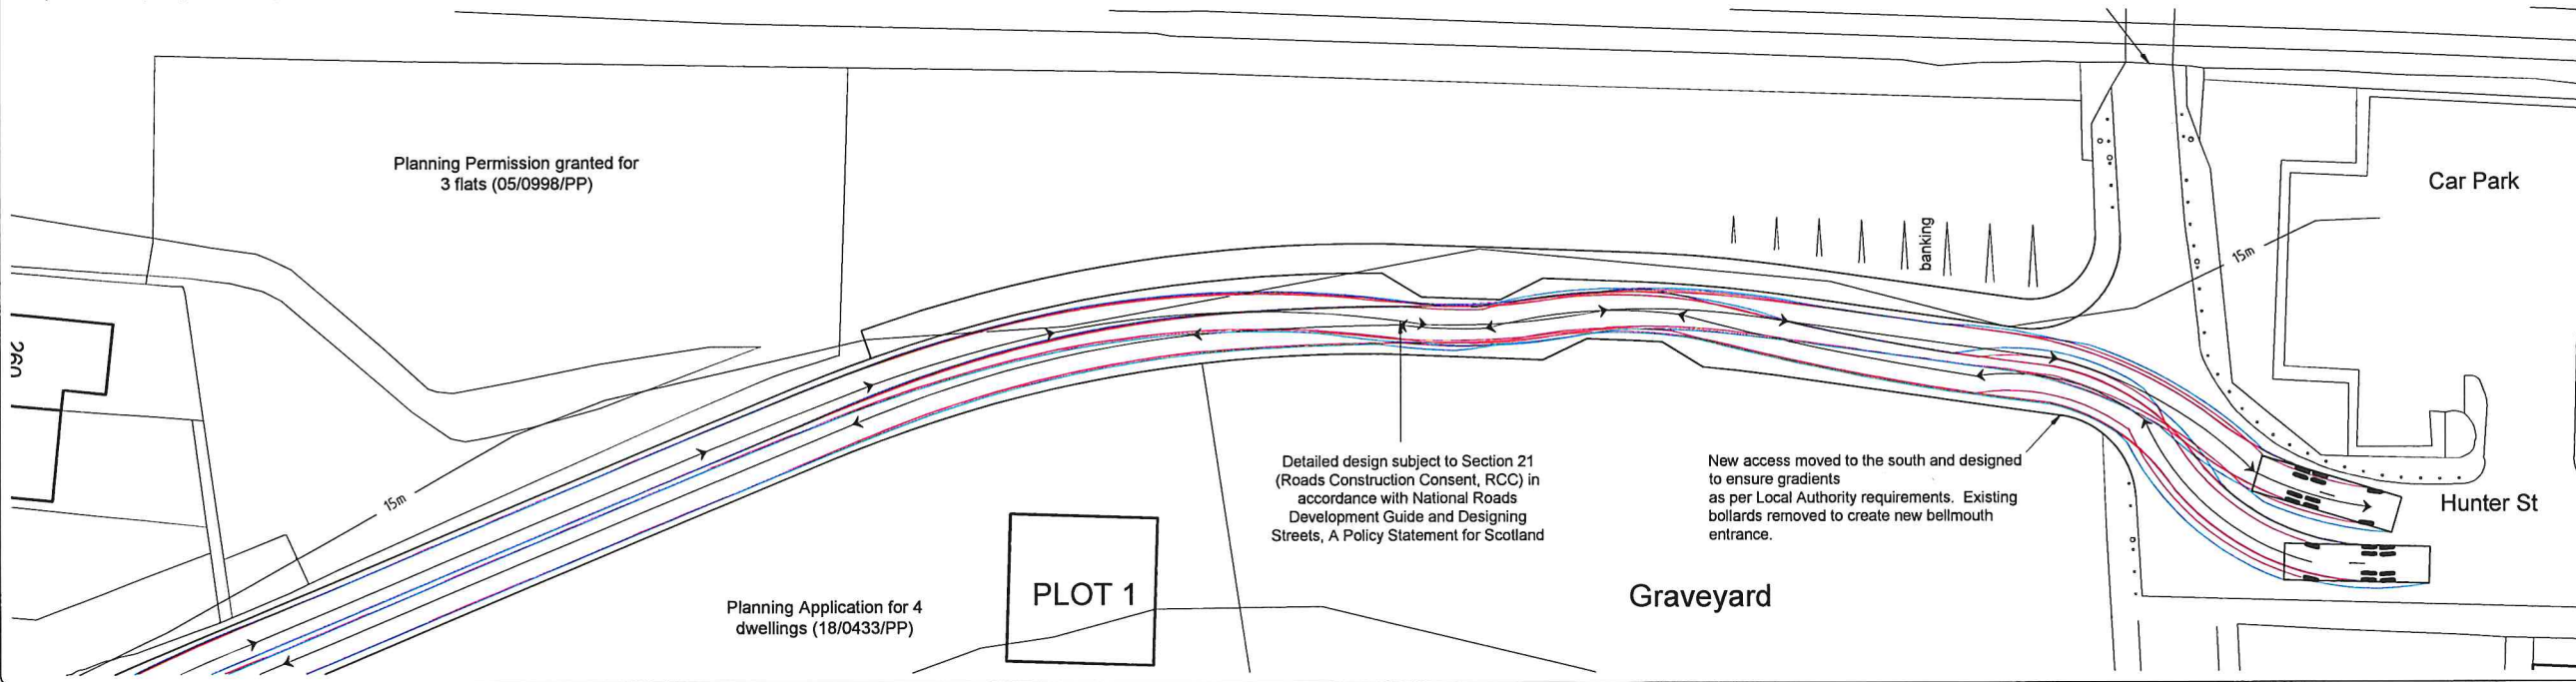 Planning Permission granted for
3 flats (05/0998/PP)
Car Park
banking
15m
260
15m
Detailed design subject to Section 21
(Roads Construction Consent, RCC) in
accordance with National Roads
Development Guide and Designing
Streets, A Policy Statement for Scotland
New access moved to the south and designed
to ensure gradients
as per Local Authority requirements. Existing
bollards removed to create new bellmouth
entrance.
Hunter St
PLOT 1
Graveyard
Planning Application for 4
dwellings (18/0433/PP)